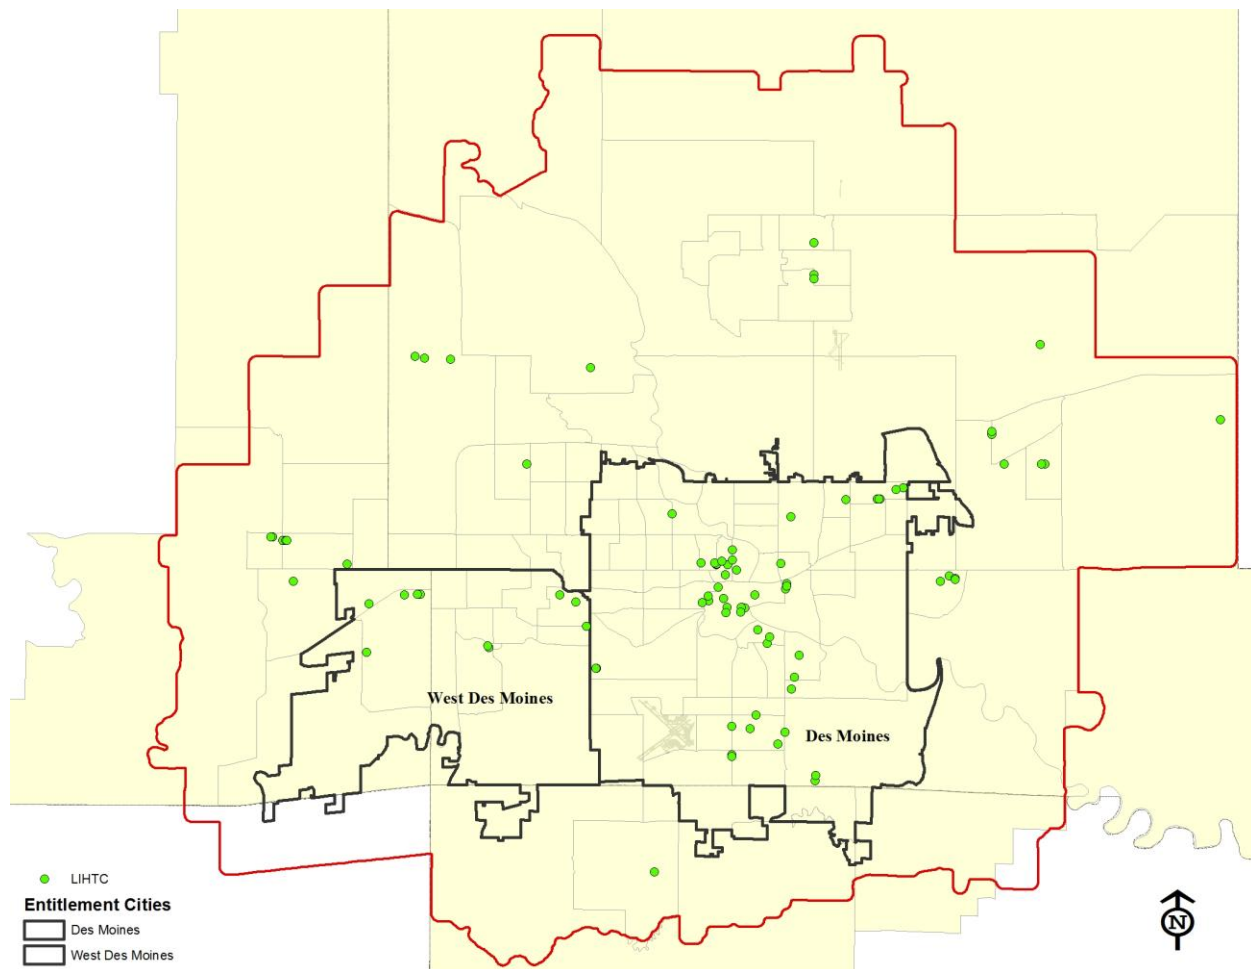 West Des Moines
Des Moines
LIHTC
Entitlement Cities
Des Moines
West Des Moines
N